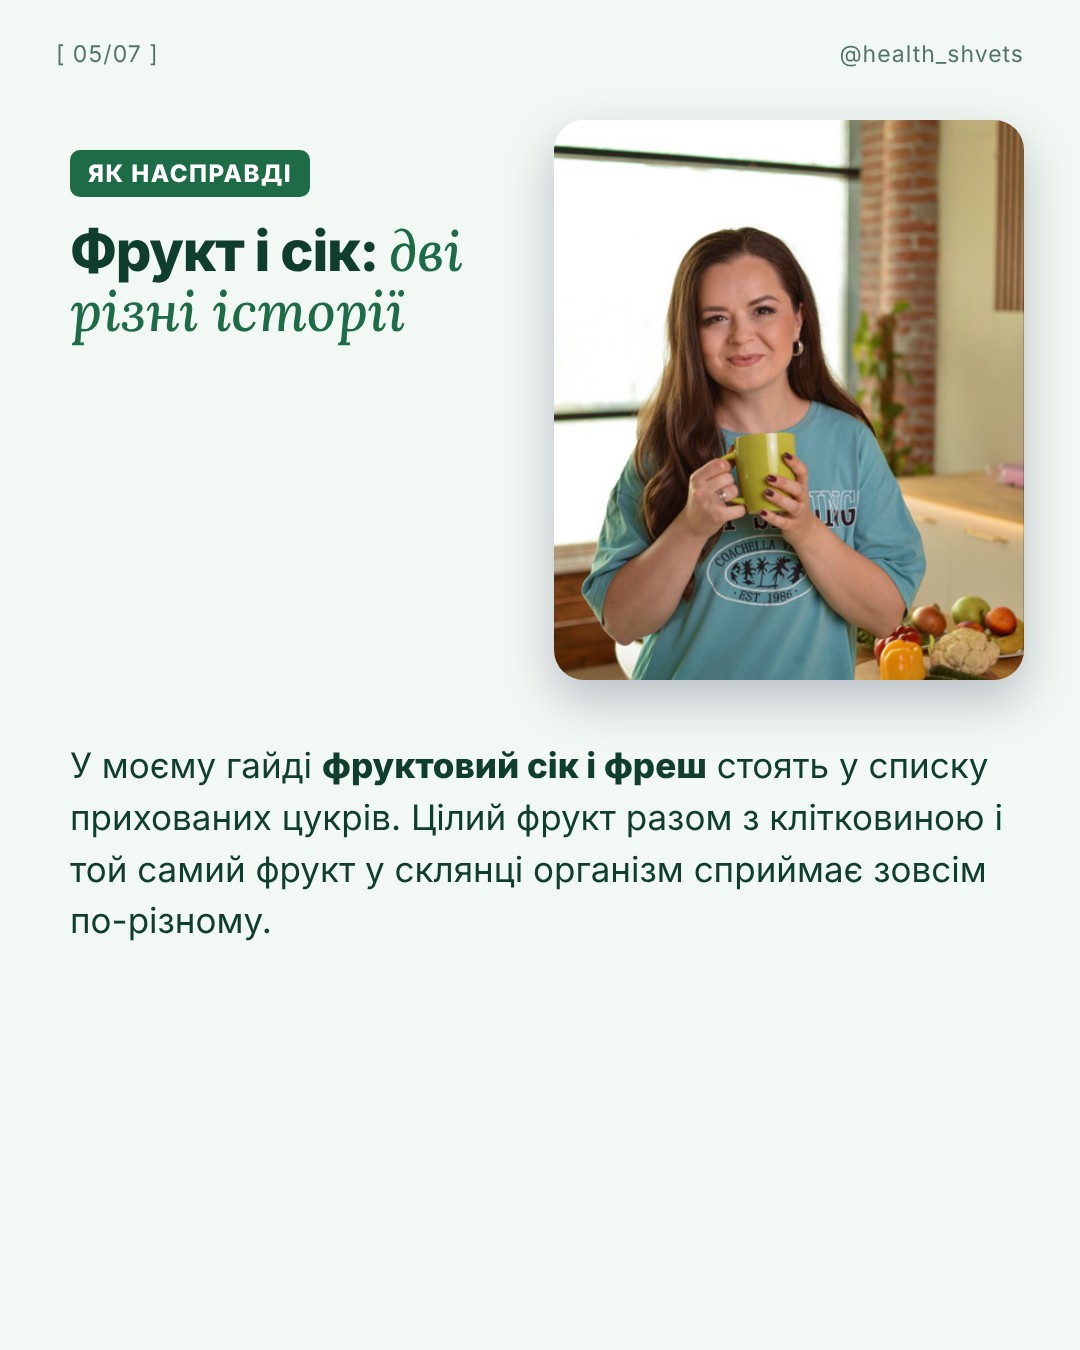 [ 05/07 ]
@health_shvets
ЯК НАСПРАВДІ
Фрукт і сік: дві
різні історії
COACHELLA
· EST 1986 ·
У моєму гайді фруктовий сік і фреш стоять у списку
прихованих цукрів. Цілий фрукт разом з клітковиною і
той самий фрукт у склянці організм сприймає зовсім
по-різному.